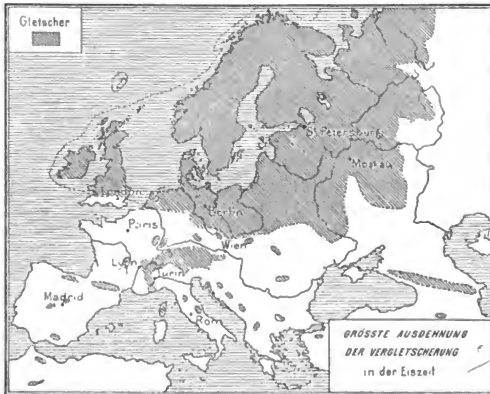 Gletscher
St. Petersburg
Moskau
London
Berlin
Paris
Wien
Lyon
Turin
Madrid
Rom
GRÖSSTE AUSDEHNUNG
DER VERGLETSCHERUNG
in der Eiszeit